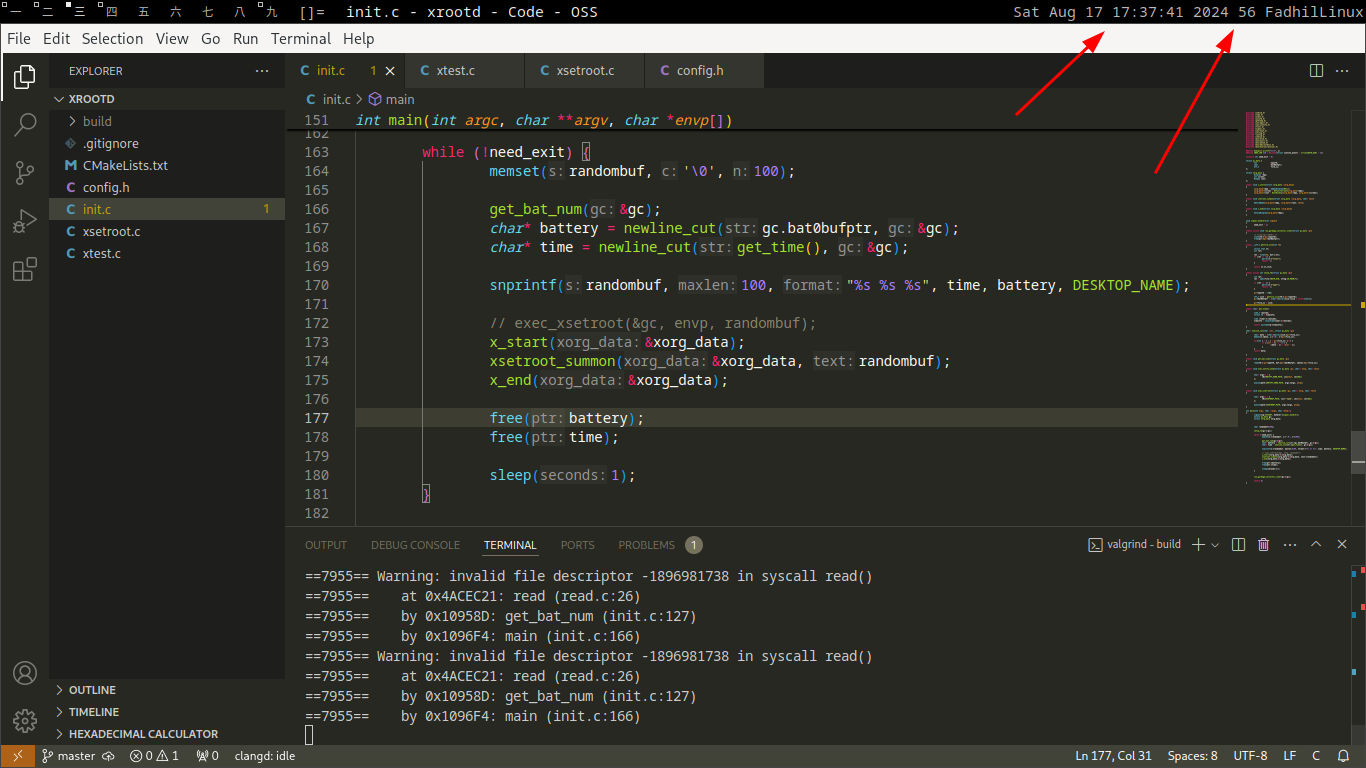 一 二 三 四 五 六 七 八 九 []= init.c - xrootd - Code - OSS Sat Aug 17 17:37:41 2024 56 FadhilLinux
File Edit Selection View Go Run Terminal Help
EXPLORER
XROOTD
build
.gitignore
CMakeLists.txt
config.h
init.c 1
xsetroot.c
xtest.c
OUTLINE
TIMELINE
HEXADECIMAL CALCULATOR
init.c 1 xtest.c xsetroot.c config.h
init.c > main
151 int main(int argc, char **argv, char *envp[])
162
163 while (!need_exit) {
164 memset(s: randombuf, c: '\0', n: 100);
165
166 get_bat_num(gc: &gc);
167 char* battery = newline_cut(str: gc.bat0bufptr, gc: &gc);
168 char* time = newline_cut(str: get_time(), gc: &gc);
169
170 snprintf(s: randombuf, maxlen: 100, format: "%s %s %s", time, battery, DESKTOP_NAME);
171
172 // exec_xsetroot(&gc, envp, randombuf);
173 x_start(xorg_data: &xorg_data);
174 xsetroot_summon(xorg_data: &xorg_data, text: randombuf);
175 x_end(xorg_data: &xorg_data);
176
177 free(ptr: battery);
178 free(ptr: time);
179
180 sleep(seconds: 1);
181 }
182
OUTPUT DEBUG CONSOLE TERMINAL PORTS PROBLEMS 1 valgrind - build
==7955== Warning: invalid file descriptor -1896981738 in syscall read()
==7955==    at 0x4ACEC21: read (read.c:26)
==7955==    by 0x10958D: get_bat_num (init.c:127)
==7955==    by 0x1096F4: main (init.c:166)
==7955== Warning: invalid file descriptor -1896981738 in syscall read()
==7955==    at 0x4ACEC21: read (read.c:26)
==7955==    by 0x10958D: get_bat_num (init.c:127)
==7955==    by 0x1096F4: main (init.c:166)
master 0 1 0 clangd: idle Ln 177, Col 31 Spaces: 8 UTF-8 LF C